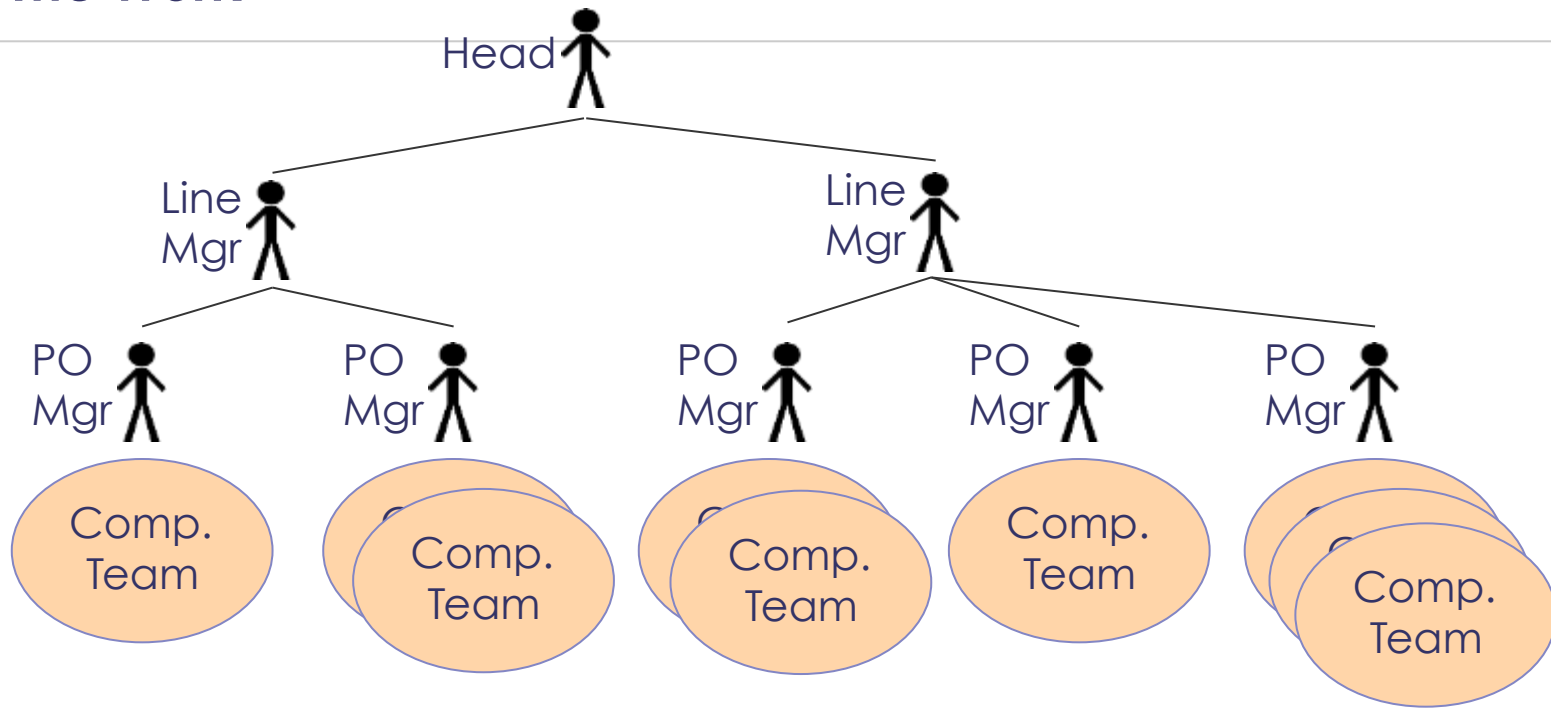 Head
Line
Mgr
Line
Mgr
PO
Mgr
PO
Mgr
PO
Mgr
PO
Mgr
PO
Mgr
Comp.
Team
Comp.
Team
Comp.
Team
Comp.
Team
Comp.
Team